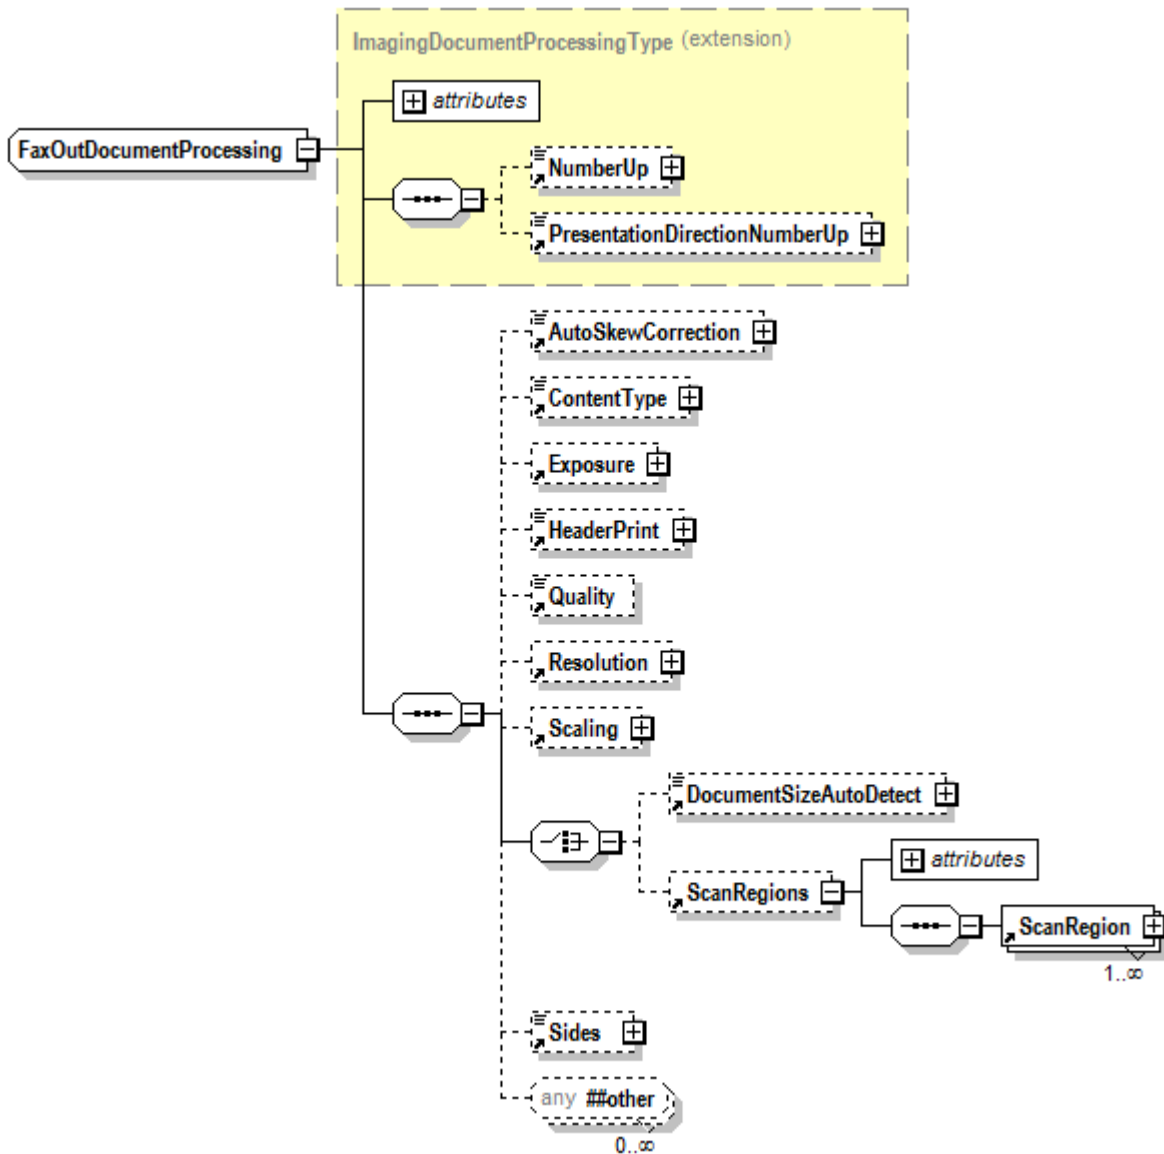 ImagingDocumentProcessingType (extension)
attributes
FaxOutDocumentProcessing
NumberUp
PresentationDirectionNumberUp
AutoSkewCorrection
ContentType
Exposure
HeaderPrint
Quality
Resolution
Scaling
DocumentSizeAutoDetect
attributes
ScanRegions
ScanRegion
1..∞
Sides
any ##other
0..∞